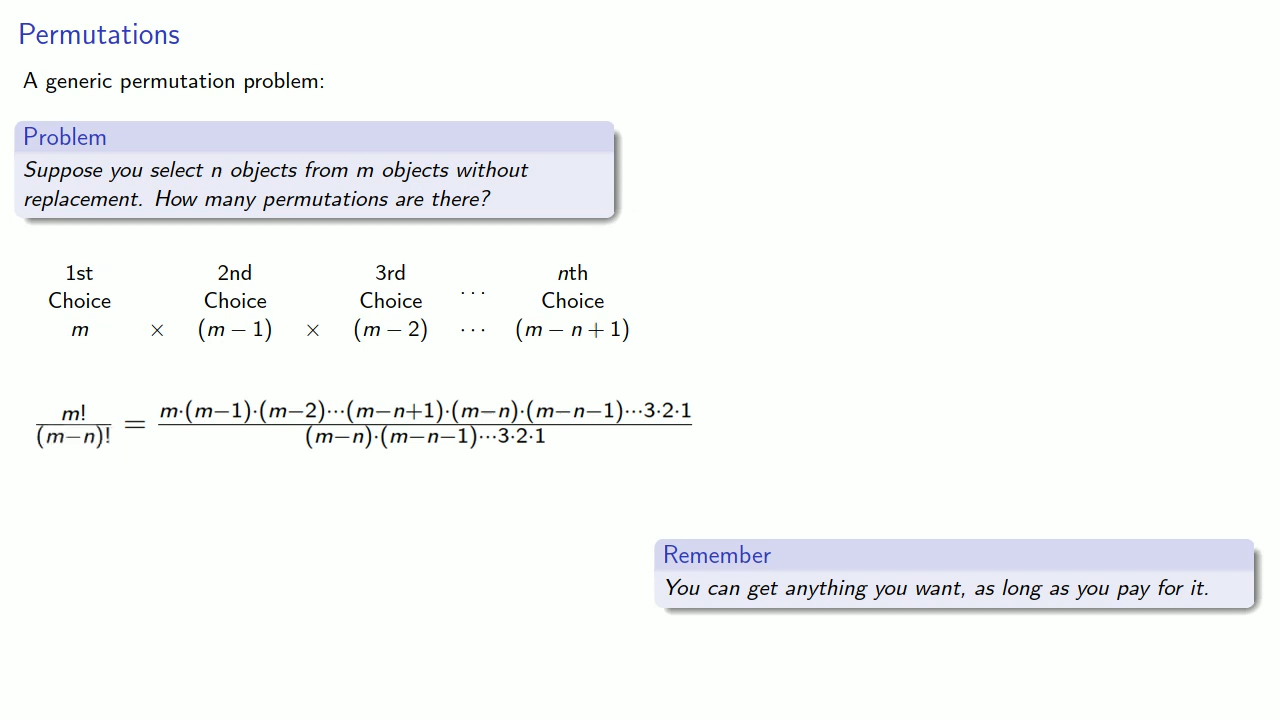 Permutations
A generic permutation problem:
Problem
Suppose you select n objects from m objects without
replacement. How many permutations are there?
1st 2nd 3rd nth
Choice Choice Choice ··· Choice
m × (m − 1) × (m − 2) ··· (m − n + 1)
m!/(m−n)! = m·(m−1)·(m−2)···(m−n+1)·(m−n)·(m−n−1)···3·2·1/(m−n)·(m−n−1)···3·2·1
Remember
You can get anything you want, as long as you pay for it.